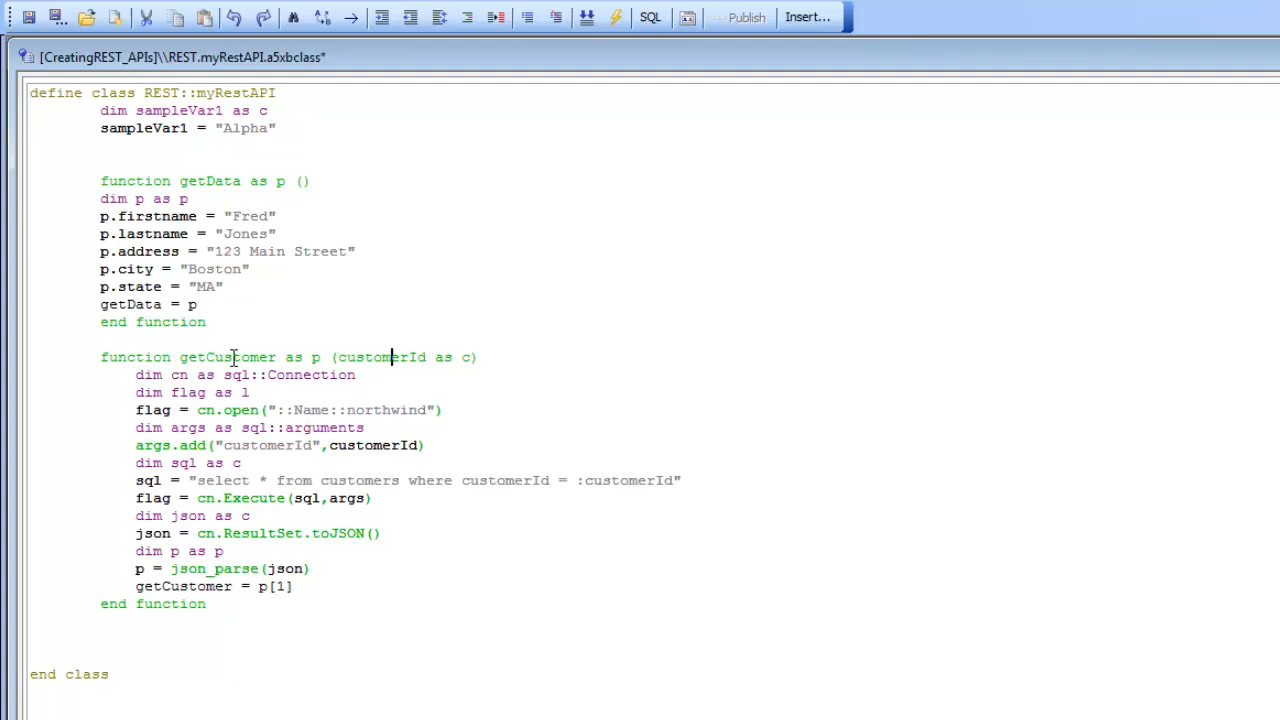 SQL Publish Insert...
[CreatingREST_APIs]\\REST.myRestAPI.a5xbclass*
define class REST::myRestAPI
dim sampleVar1 as c
sampleVar1 = "Alpha"
function getData as p ()
dim p as p
p.firstname = "Fred"
p.lastname = "Jones"
p.address = "123 Main Street"
p.city = "Boston"
p.state = "MA"
getData = p
end function
function getCustomer as p (customerId as c)
dim cn as sql::Connection
dim flag as l
flag = cn.open("::Name::northwind")
dim args as sql::arguments
args.add("customerId",customerId)
dim sql as c
sql = "select * from customers where customerId = :customerId"
flag = cn.Execute(sql,args)
dim json as c
json = cn.ResultSet.toJSON()
dim p as p
p = json_parse(json)
getCustomer = p[1]
end function
end class